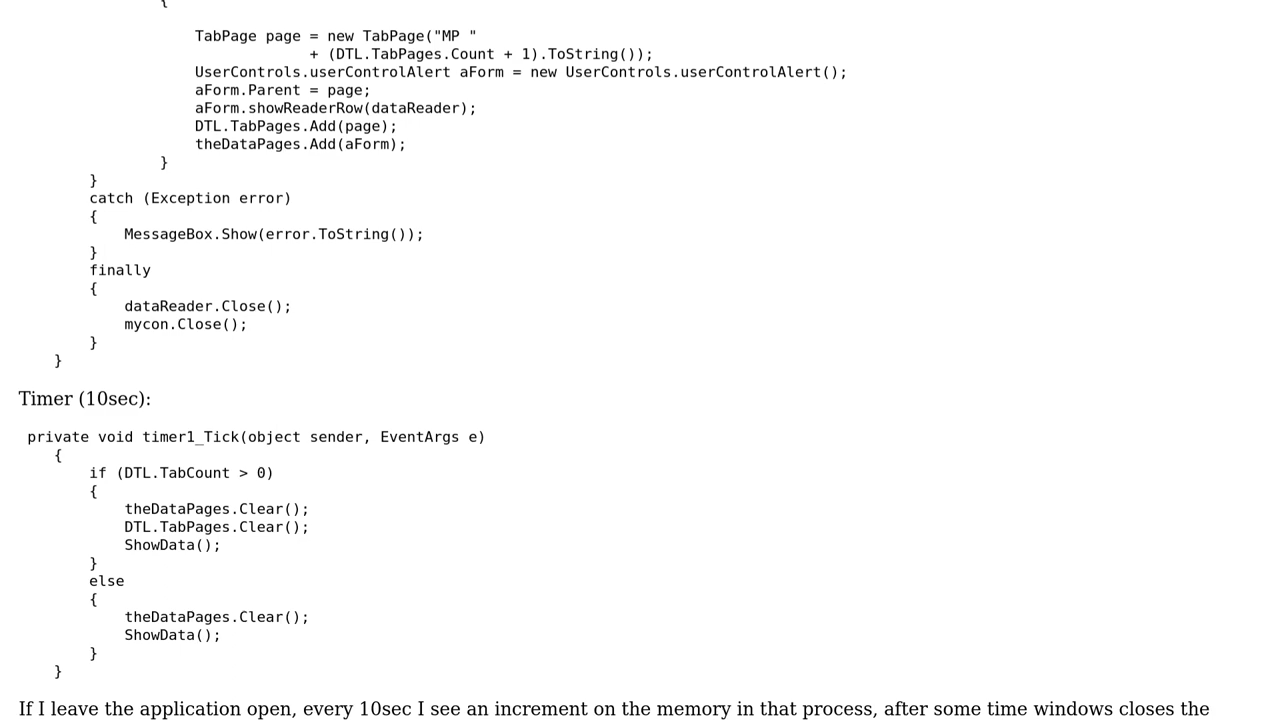 {
TabPage page = new TabPage("MP "
+ (DTL.TabPages.Count + 1).ToString());
UserControls.userControlAlert aForm = new UserControls.userControlAlert();
aForm.Parent = page;
aForm.showReaderRow(dataReader);
DTL.TabPages.Add(page);
theDataPages.Add(aForm);
}
}
catch (Exception error)
{
MessageBox.Show(error.ToString());
}
finally
{
dataReader.Close();
mycon.Close();
}
}
Timer (10sec):
private void timer1_Tick(object sender, EventArgs e)
{
if (DTL.TabCount > 0)
{
theDataPages.Clear();
DTL.TabPages.Clear();
ShowData();
}
else
{
theDataPages.Clear();
ShowData();
}
}
If I leave the application open, every 10sec I see an increment on the memory in that process, after some time windows closes the